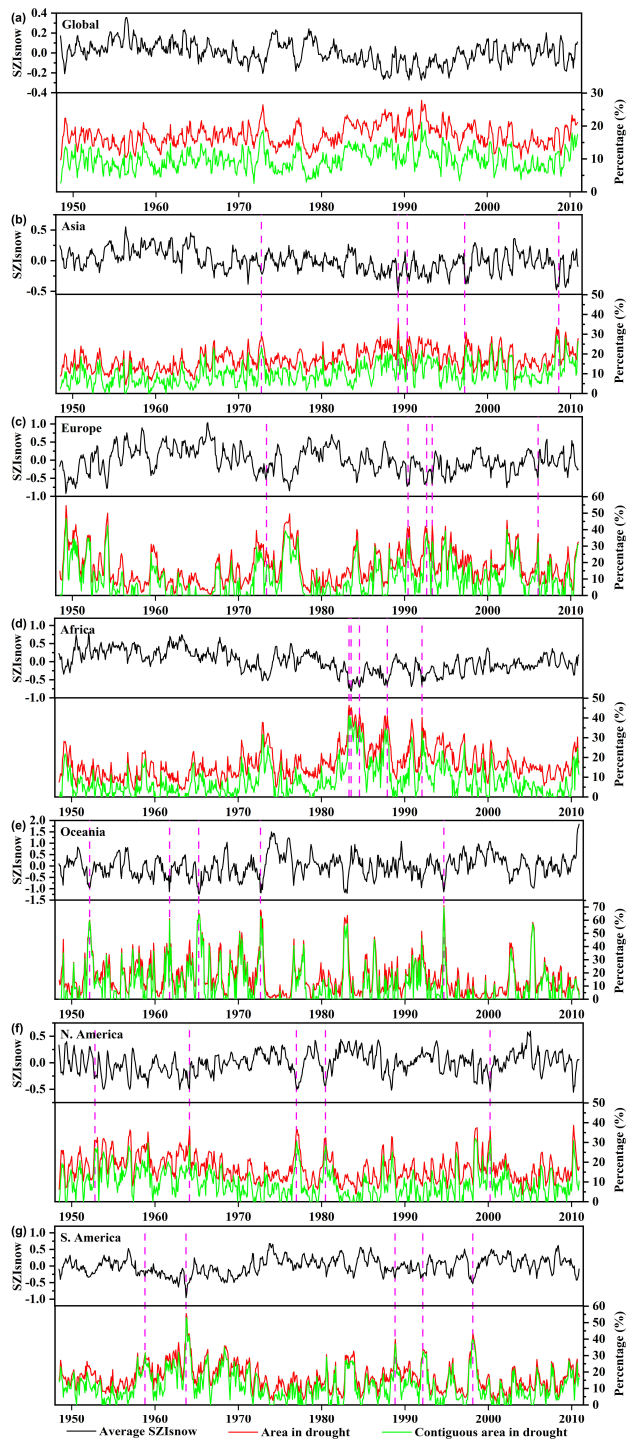 (a)
Global
SZIsnow
0.4
0.2
0.0
-0.2
-0.4
30
20
10
0
Percentage (%)
1950 1960 1970 1980 1990 2000 2010
(b)
Asia
SZIsnow
0.5
0.0
-0.5
50
40
30
20
10
0
Percentage (%)
1950 1960 1970 1980 1990 2000 2010
(c)
Europe
SZIsnow
1.0
0.5
0.0
-0.5
-1.0
60
50
40
30
20
10
0
Percentage (%)
1950 1960 1970 1980 1990 2000 2010
(d)
Africa
SZIsnow
1.0
0.5
0.0
-0.5
-1.0
50
40
30
20
10
0
Percentage (%)
1950 1960 1970 1980 1990 2000 2010
(e)
Oceania
SZIsnow
2.0
1.5
1.0
0.5
0.0
-0.5
-1.0
-1.5
70
60
50
40
30
20
10
0
Percentage (%)
1950 1960 1970 1980 1990 2000 2010
(f)
N. America
SZIsnow
0.5
0.0
-0.5
50
40
30
20
10
0
Percentage (%)
1950 1960 1970 1980 1990 2000 2010
(g)
S. America
SZIsnow
1.0
0.5
0.0
-0.5
-1.0
60
50
40
30
20
10
0
Percentage (%)
1950 1960 1970 1980 1990 2000 2010
Average SZIsnow Area in drought Contiguous area in drought